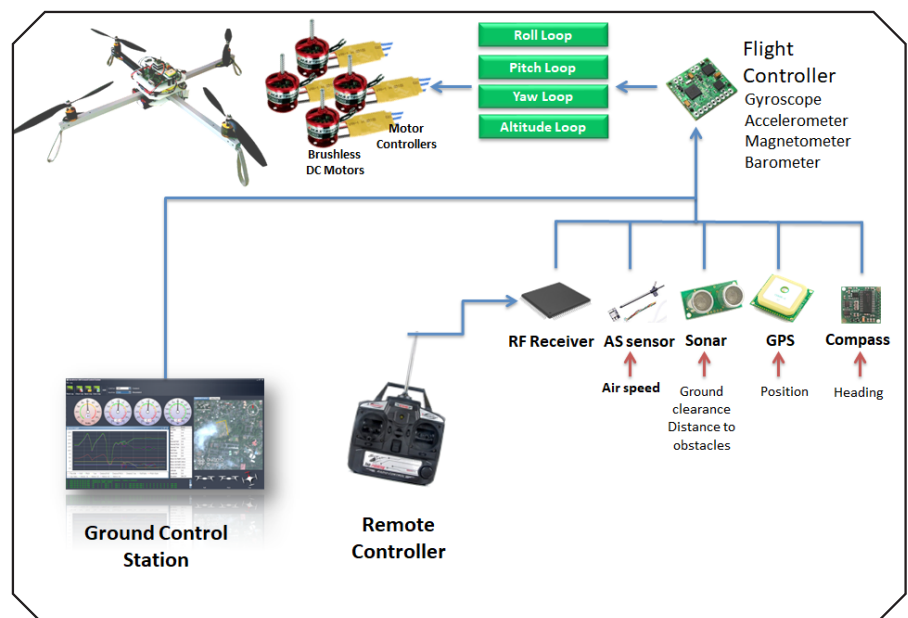 Roll Loop
Pitch Loop
Yaw Loop
Altitude Loop
Flight
Controller
Gyroscope
Accelerometer
Magnetometer
Barometer
Motor
Controllers
Brushless
DC Motors
RF Receiver
AS sensor
Sonar
GPS
Compass
Air speed
Ground
clearance
Distance to
obstacles
Position
Heading
Ground Control
Station
Remote
Controller